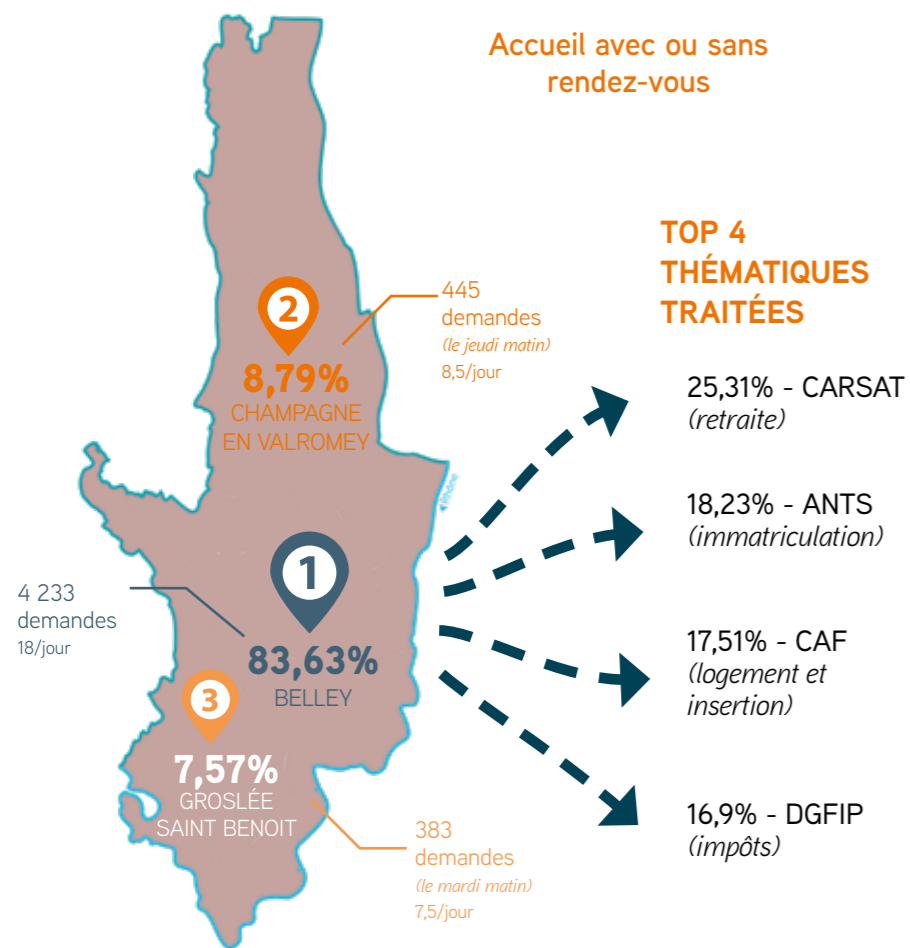 Accueil avec ou sans
rendez-vous
2
8,79%
CHAMPAGNE
EN VALROMEY
445
demandes
(le jeudi matin)
8,5/jour
Rhône
1
83,63%
BELLEY
4 233
demandes
18/jour
3
7,57%
GROSLÉE
SAINT BENOIT
383
demandes
(le mardi matin)
7,5/jour
TOP 4
THÉMATIQUES
TRAITÉES
25,31% - CARSAT
(retraite)
18,23% - ANTS
(immatriculation)
17,51% - CAF
(logement et
insertion)
16,9% - DGFIP
(impôts)